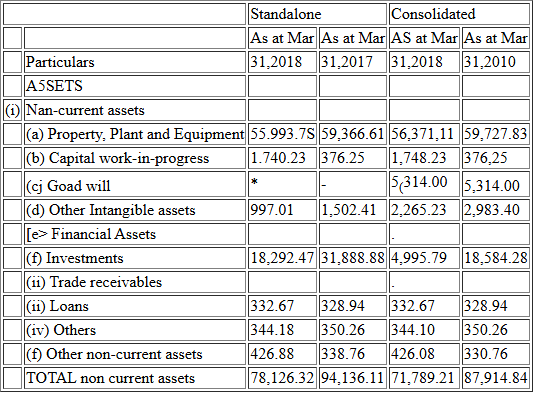 Standalone Consolidated
As at Mar As at Mar AS at Mar As at Mar
Particulars 31,2018 31,2017 31,2018 31,2010
A5SETS
(i) Nan-current assets
(a) Property, Plant and Equipment 55.993.7S 59,366.61 56,371,11 59,727.83
(b) Capital work-in-progress 1.740.23 376.25 1,748.23 376,25
(cj Goad will * - 5(314.00 5,314.00
(d) Other Intangible assets 997.01 1,502.41 2,265.23 2,983.40
[e> Financial Assets .
(f) Investments 18,292.47 31,888.88 4,995.79 18,584.28
(ii) Trade receivables .
(ii) Loans 332.67 328.94 332.67 328.94
(iv) Others 344.18 350.26 344.10 350.26
(f) Other non-current assets 426.88 338.76 426.08 330.76
TOTAL non current assets 78,126.32 94,136.11 71,789.21 87,914.84